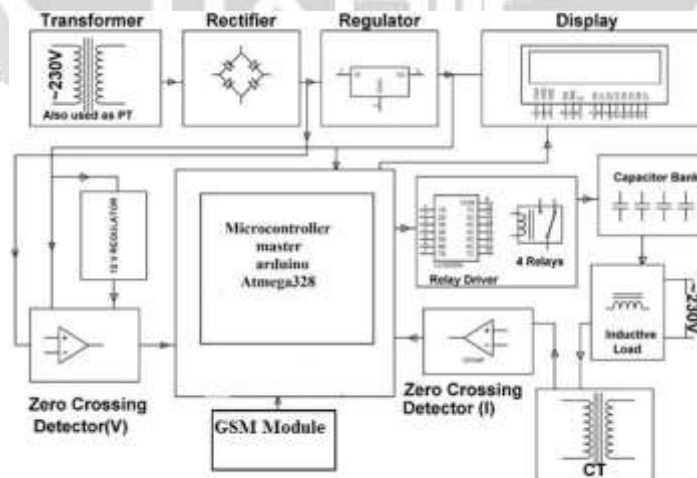 Transformer
Rectifier
Regulator
Display
~230V
Also used as PT
12 V REGULATOR
Microcontroller
master
arduino
Atmega328
Relay Driver
4 Relays
Capacitor Bank
Inductive
Load
~230V
Zero Crossing
Detector(V)
Zero Crossing
Detector (I)
GSM Module
CT